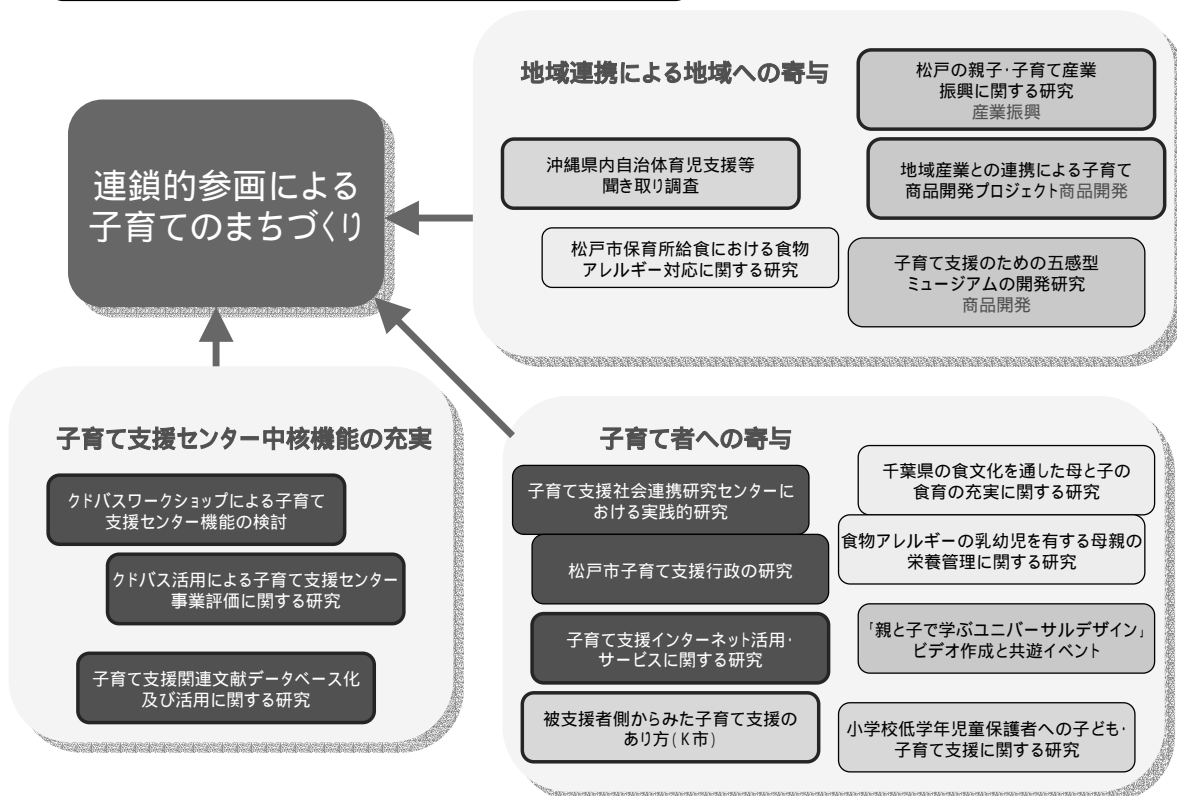 連鎖的参画による
子育てのまちづくり
地域連携による地域への寄与
松戸の親子・子育て産業
振興に関する研究
産業振興
沖縄県内自治体育児支援等
聞き取り調査
地域産業との連携による子育て
商品開発プロジェクト商品開発
松戸市保育所給食における食物
アレルギー対応に関する研究
子育て支援のための五感型
ミュージアムの開発研究
商品開発
子育て支援センター中核機能の充実
クドバスワークショップによる子育て
支援センター機能の検討
クドバス活用による子育て支援センター
事業評価に関する研究
子育て支援関連文献データベース化
及び活用に関する研究
子育て者への寄与
子育て支援社会連携研究センターに
おける実践的研究
松戸市子育て支援行政の研究
子育て支援インターネット活用・
サービスに関する研究
被支援者側からみた子育て支援の
あり方(K市)
千葉県の食文化を通した母と子の
食育の充実に関する研究
食物アレルギーの乳幼児を有する母親の
栄養管理に関する研究
「親と子で学ぶユニバーサルデザイン」
ビデオ作成と共遊イベント
小学校低学年児童保護者への子ども・
子育て支援に関する研究